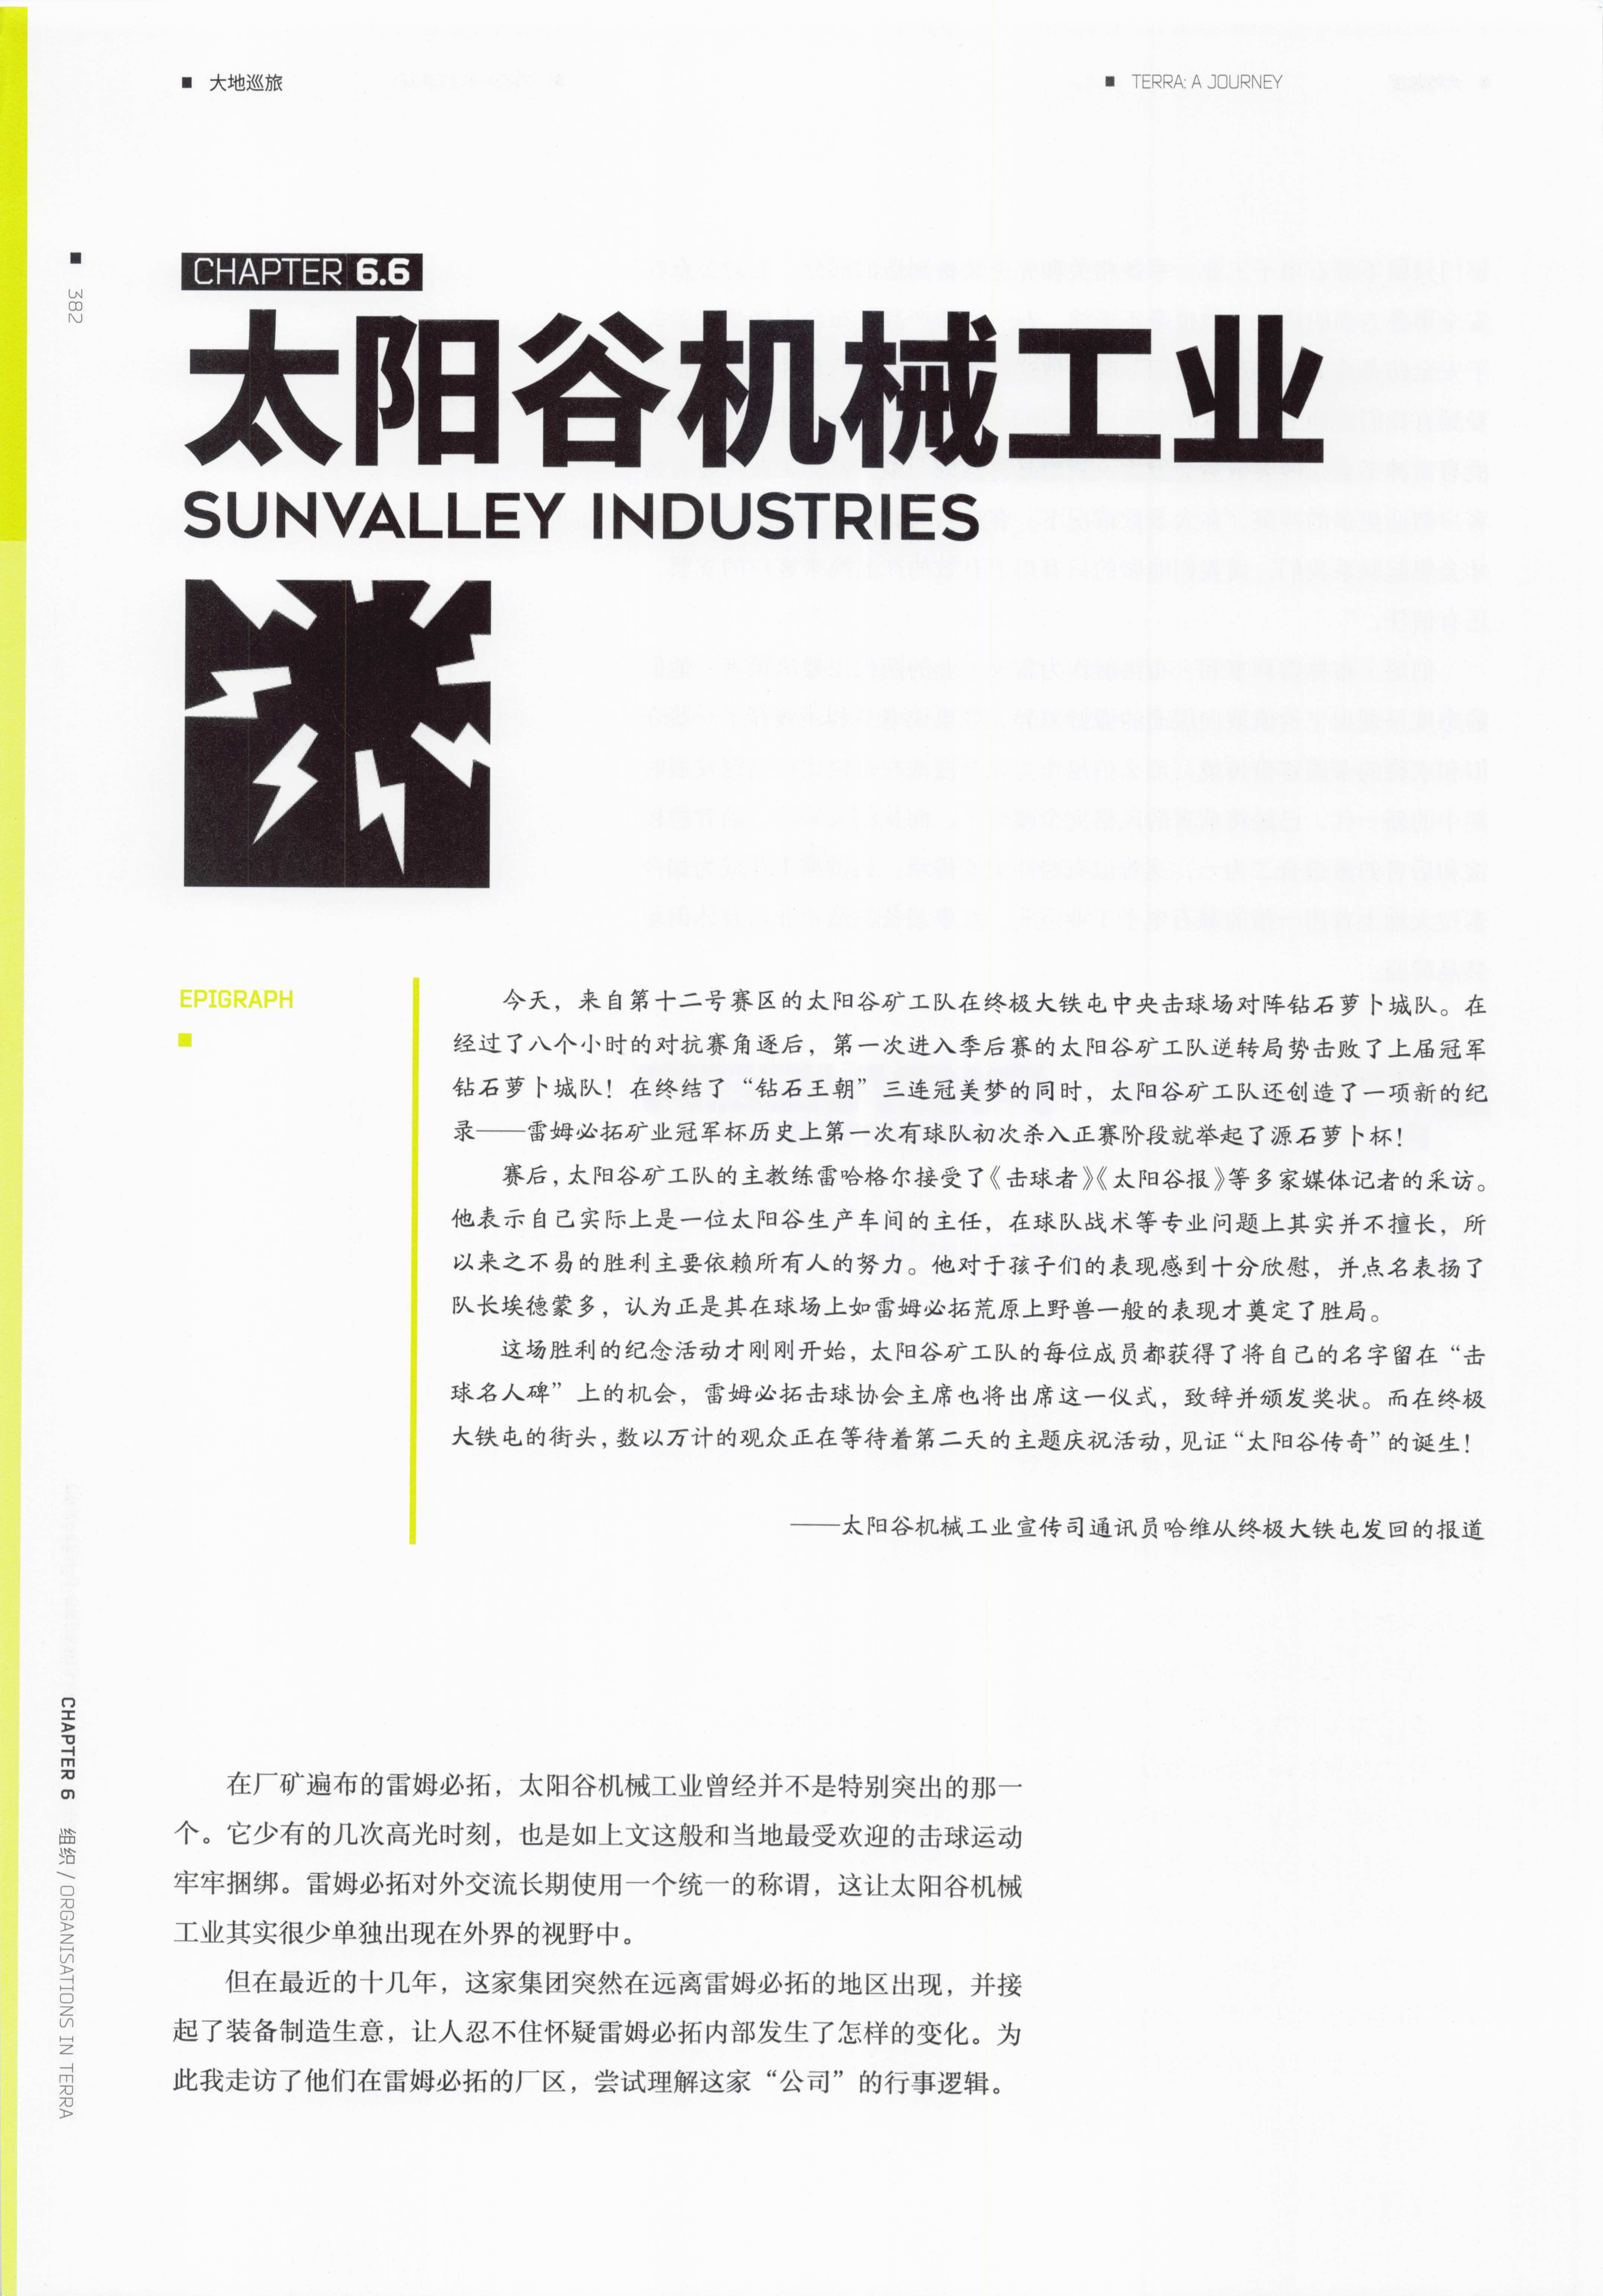 大地巡旅
TERRA: A JOURNEY
382
CHAPTER 6.6
太阳谷机械工业
SUNVALLEY INDUSTRIES
EPIGRAPH
今天，来自第十二号赛区的太阳谷矿工队在终极大铁屯中央击球场对阵钻石萝卜城队。在
经过了八个小时的对抗赛角逐后，第一次进入季后赛的太阳谷矿工队逆转局势击败了上届冠军
钻石萝卜城队！在终结了“钻石王朝”三连冠美梦的同时，太阳谷矿工队还创造了一项新的纪
录——雷姆必拓矿业冠军杯历史上第一次有球队初次杀入正赛阶段就举起了源石萝卜杯！
赛后，太阳谷矿工队的主教练雷哈格尔接受了《击球者》《太阳谷报》等多家媒体记者的采访。
他表示自己实际上是一位太阳谷生产车间的主任，在球队战术等专业问题上其实并不擅长，所
以来之不易的胜利主要依赖所有人的努力。他对于孩子们的表现感到十分欣慰，并点名表扬了
队长埃德蒙多，认为正是其在球场上如雷姆必拓荒原上野兽一般的表现才奠定了胜局。
这场胜利的纪念活动才刚刚开始，太阳谷矿工队的每位成员都获得了将自己的名字留在“击
球名人碑”上的机会，雷姆必拓击球协会主席也将出席这一仪式，致辞并颁发奖状。而在终极
大铁屯的街头，数以万计的观众正在等待着第二天的主题庆祝活动，见证“太阳谷传奇”的诞生！
——太阳谷机械工业宣传司通讯员哈维从终极大铁屯发回的报道
在厂矿遍布的雷姆必拓，太阳谷机械工业曾经并不是特别突出的那一
个。它少有的几次高光时刻，也是如上文这般和当地最受欢迎的击球运动
牢牢捆绑。雷姆必拓对外交流长期使用一个统一的称谓，这让太阳谷机械
工业其实很少单独出现在外界的视野中。
但在最近的十几年，这家集团突然在远离雷姆必拓的地区出现，并接
起了装备制造生意，让人忍不住怀疑雷姆必拓内部发生了怎样的变化。为
此我走访了他们在雷姆必拓的厂区，尝试理解这家“公司”的行事逻辑。
CHAPTER 6 组织 / ORGANISATIONS IN TERRA